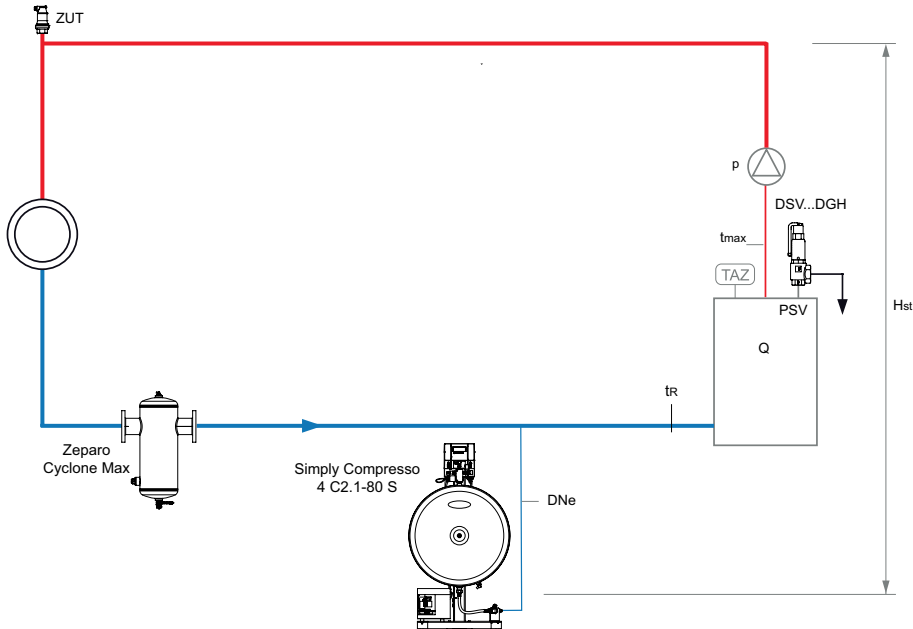 ZUT
p
DSV...DGH
tmax
TAZ
PSV
Hst
Q
tR
Zeparo
Cyclone Max
Simply Compresso
4 C2.1-80 S
DNe